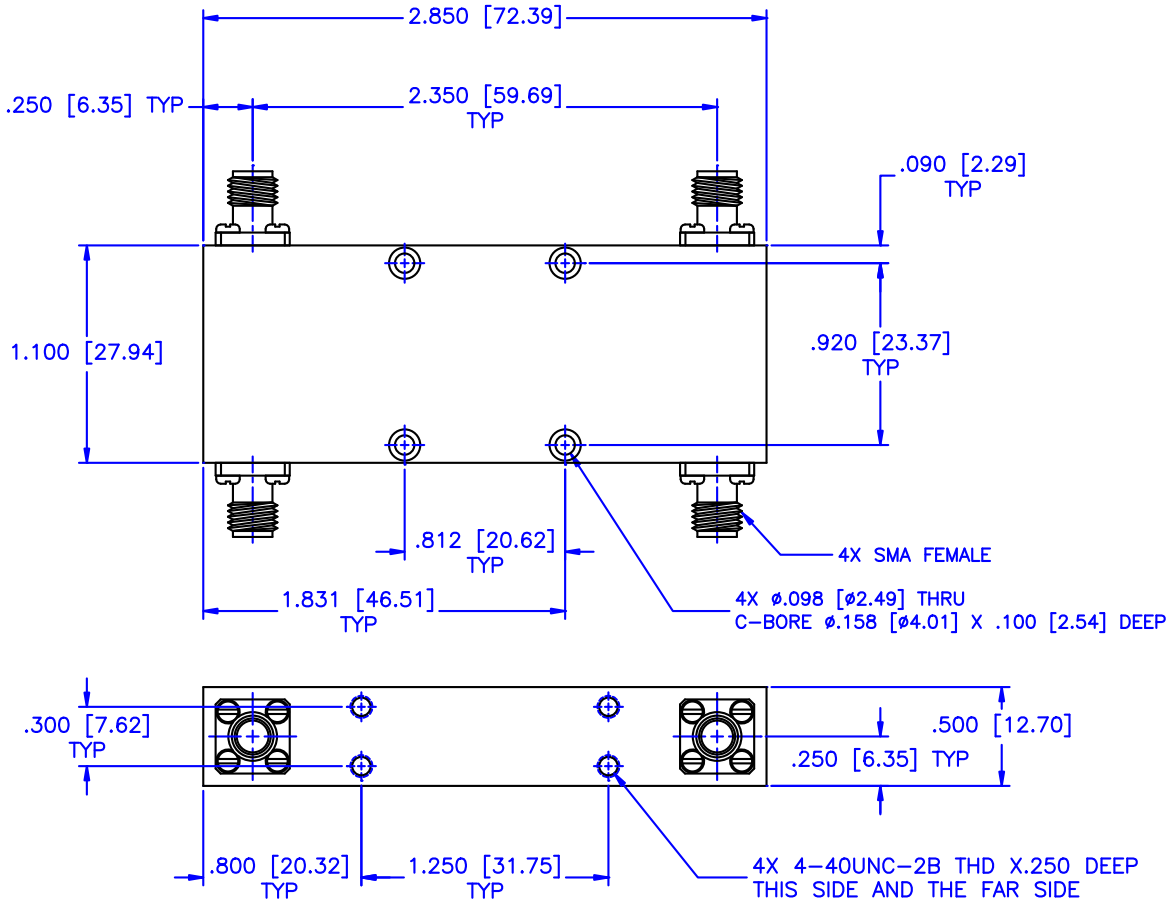 2.850 [72.39]
.250 [6.35] TYP
2.350 [59.69]
TYP
.090 [2.29]
TYP
1.100 [27.94]
.920 [23.37]
TYP
.812 [20.62]
TYP
4X SMA FEMALE
1.831 [46.51]
TYP
4X ø.098 [ø2.49] THRU
C-BORE ø.158 [ø4.01] X .100 [2.54] DEEP
.300 [7.62]
TYP
.500 [12.70]
.250 [6.35] TYP
.800 [20.32]
TYP
1.250 [31.75]
TYP
4X 4-40UNC-2B THD X.250 DEEP
THIS SIDE AND THE FAR SIDE